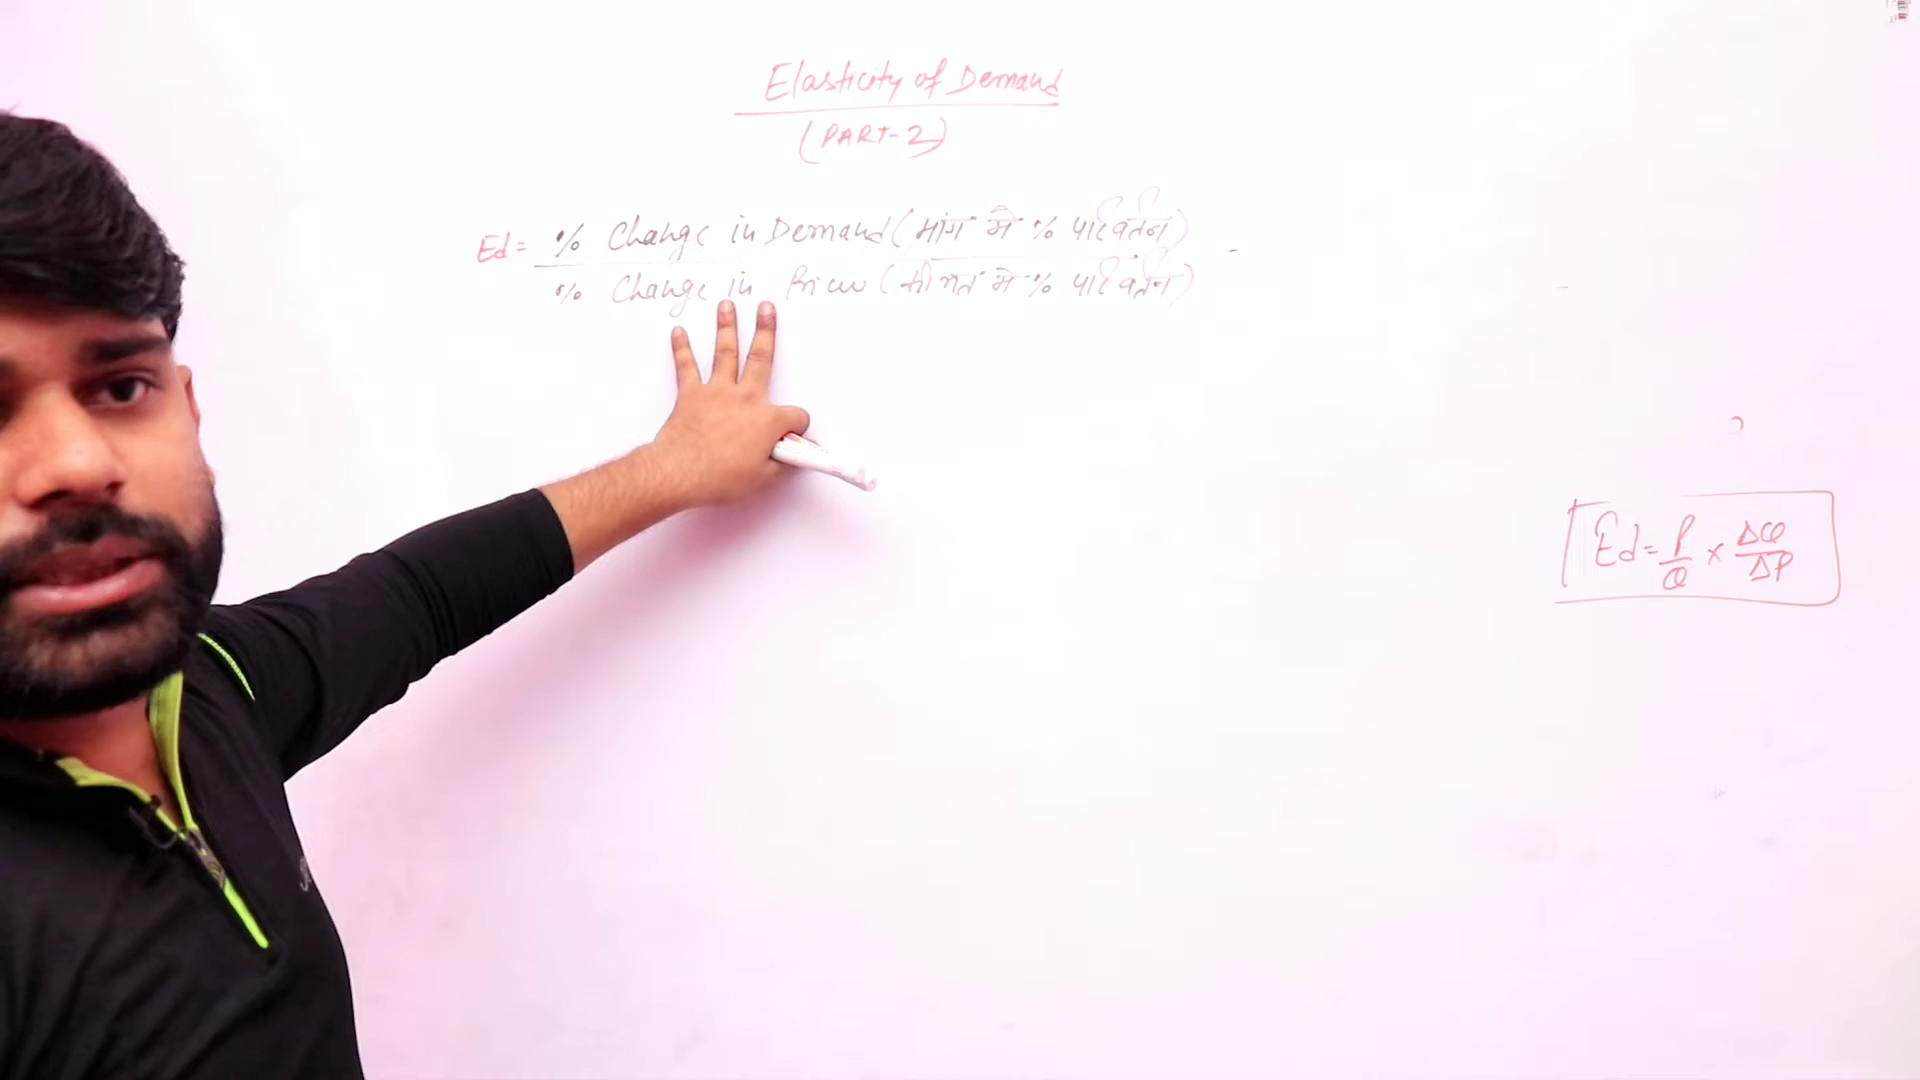 Elasticity of Demand
(PART-2)
Ed = % Change in Demand (मांग में % परिवर्तन)
% Change in Price (कीमत में % परिवर्तन)
Ed = P/Q × ΔQ/ΔP